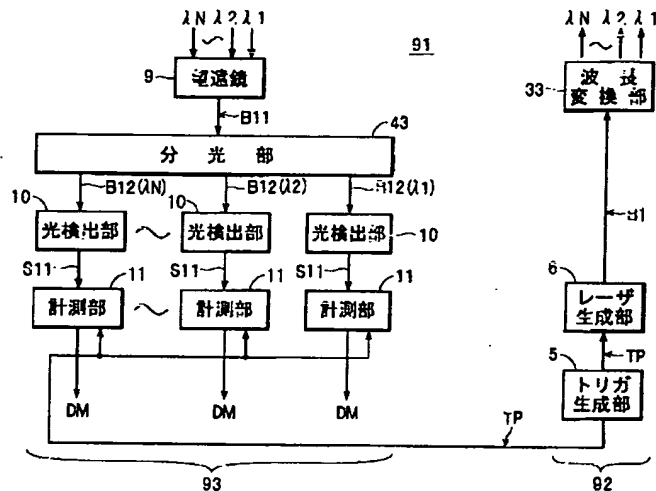 λN λ2 λ1
91
λN λ2 λ1
9
望遠鏡
33
波長
変換部
B11
43
分光部
B12(λN)
B12(λ2)
B12(λ1)
10
光検出部
10
光検出部
光検出部
10
S11
S11
S11
11
計測部
11
計測部
11
計測部
B1
6
レーザ
生成部
TP
5
トリガ
生成部
DM
DM
DM
TP
93
92